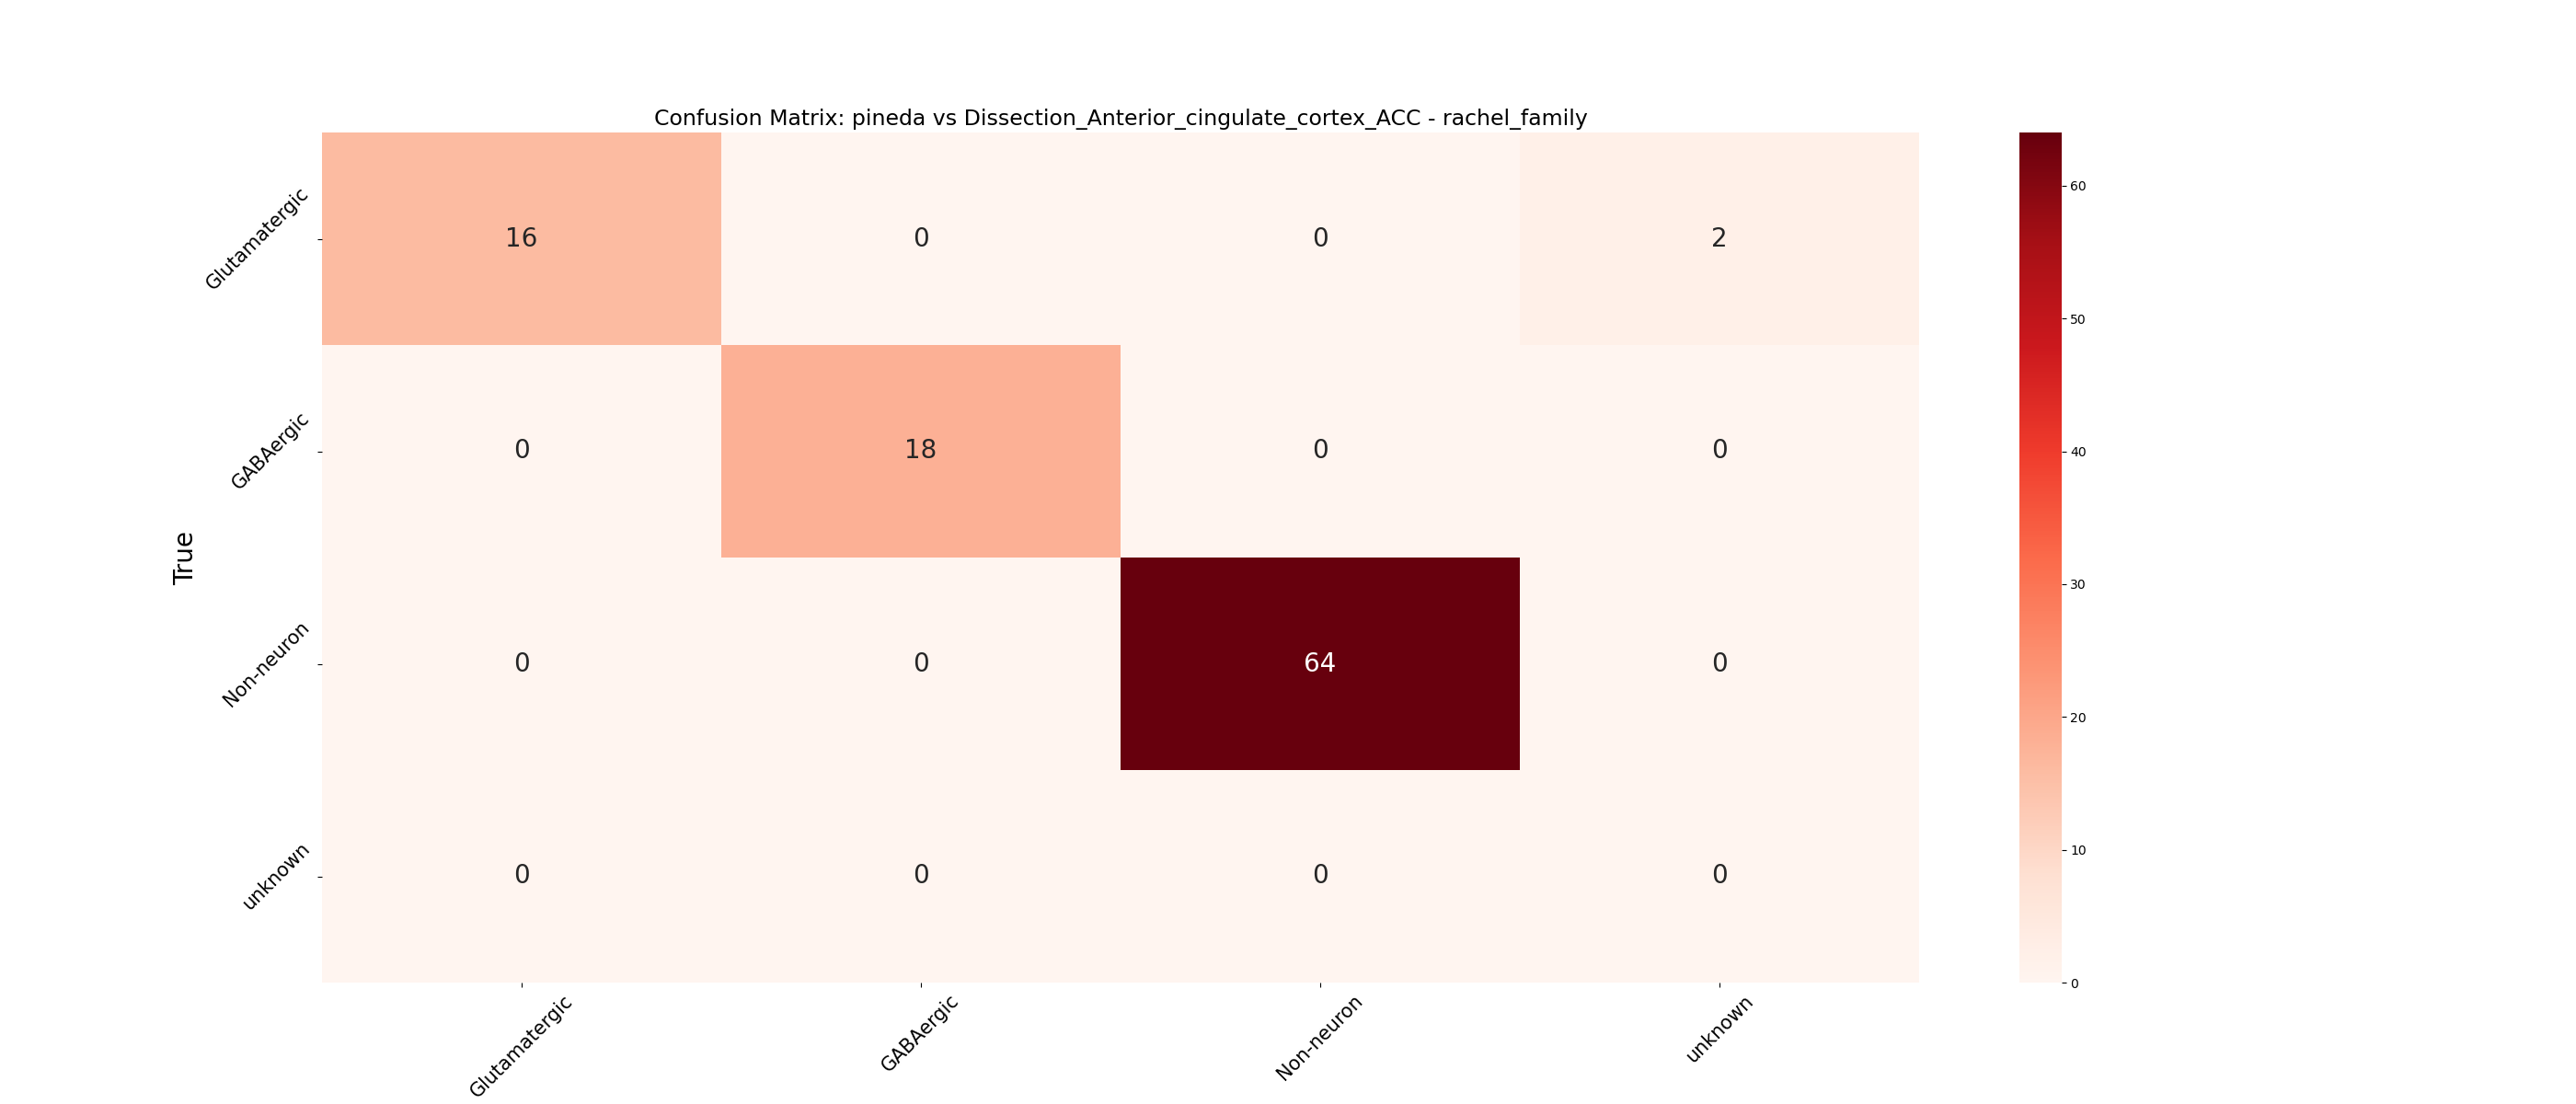 Confusion Matrix: pineda vs Dissection_Anterior_cingulate_cortex_ACC - rachel_family
True
Glutamatergic
16
0
0
2
GABAergic
0
18
0
0
Non-neuron
0
0
64
0
unknown
0
0
0
0
Glutamatergic
GABAergic
Non-neuron
unknown
60
50
40
30
20
10
0